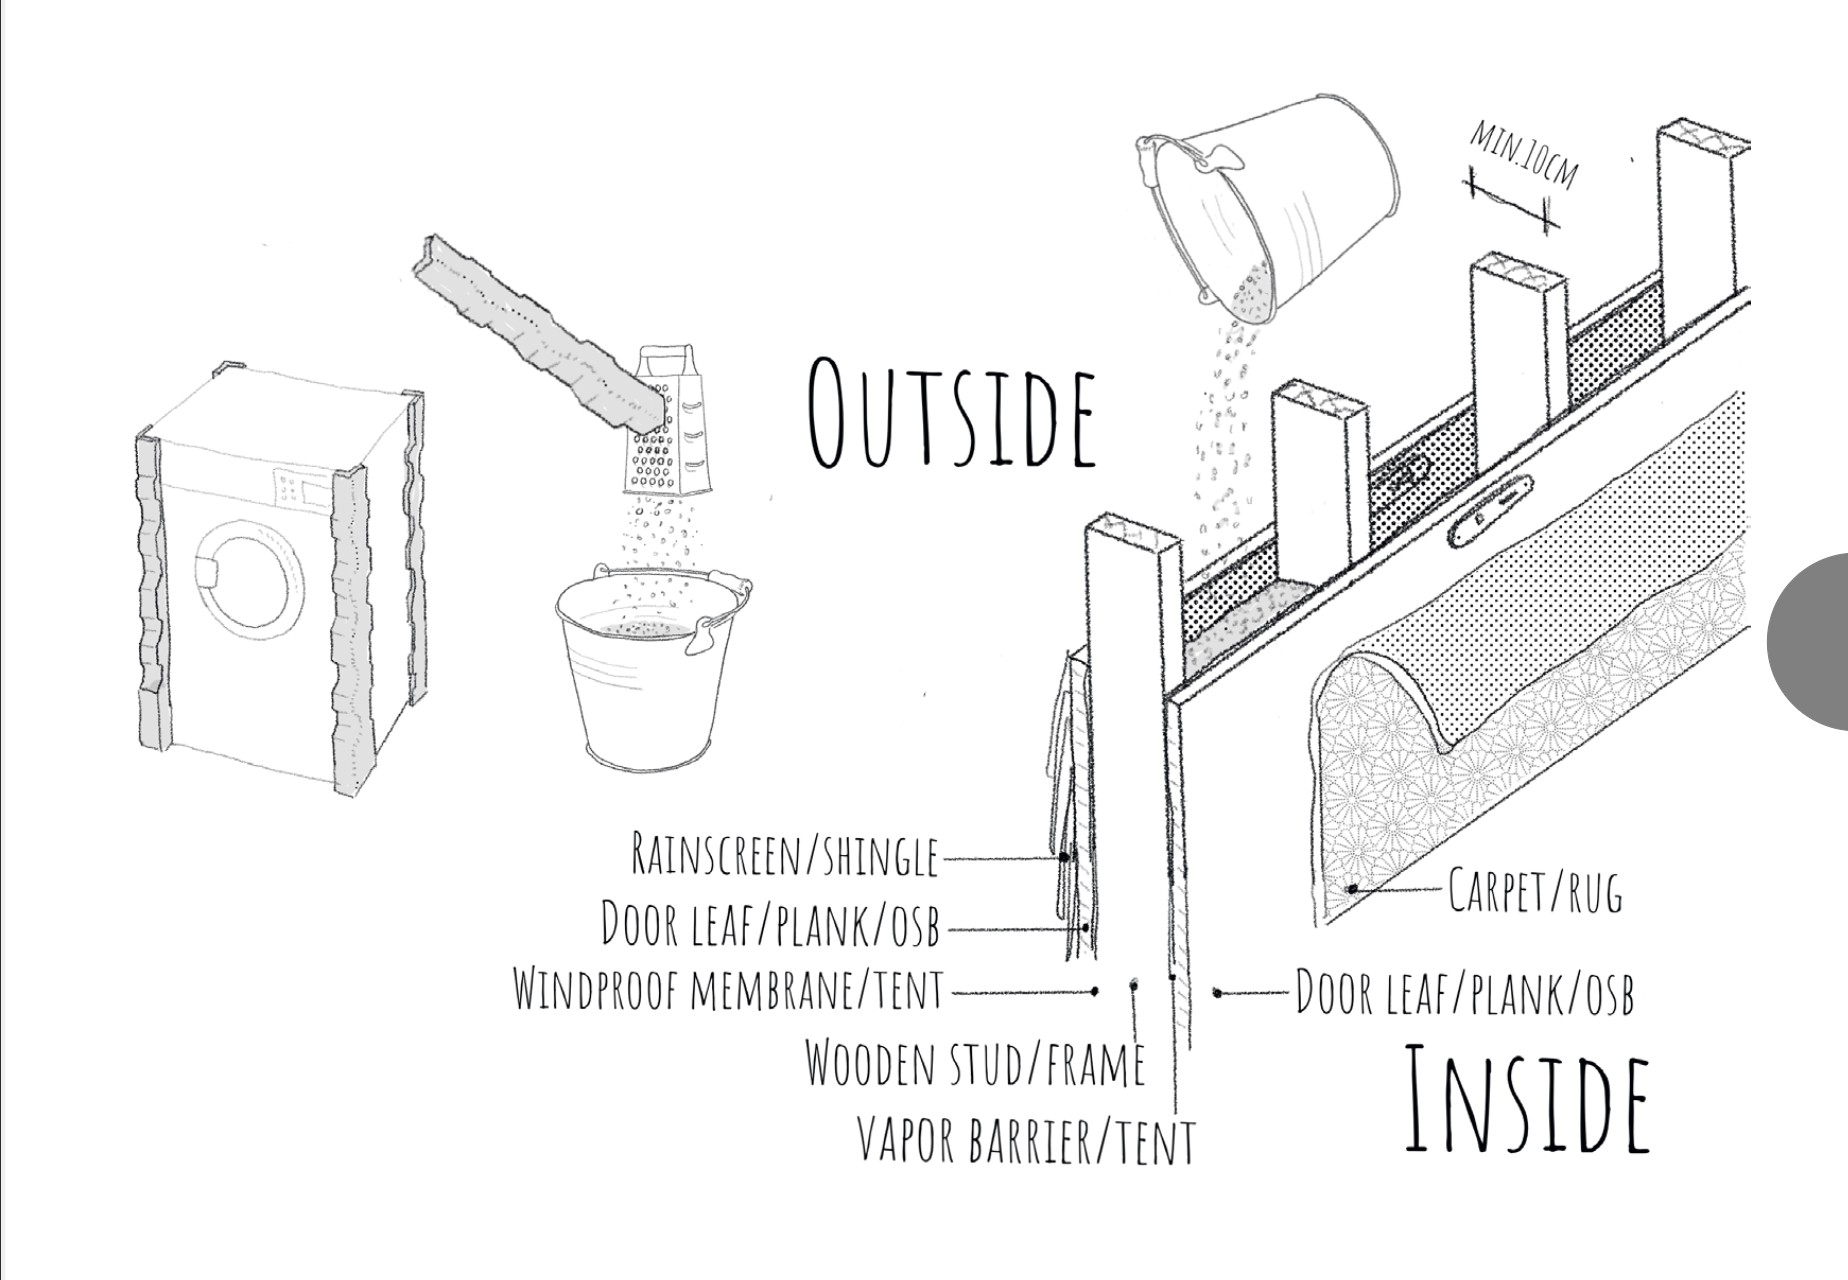 MIN.10CM
OUTSIDE
RAINSCREEN/SHINGLE
DOOR LEAF/PLANK/OSB
WINDPROOF MEMBRANE/TENT
WOODEN STUD/FRAME
VAPOR BARRIER/TENT
CARPET/RUG
DOOR LEAF/PLANK/OSB
INSIDE